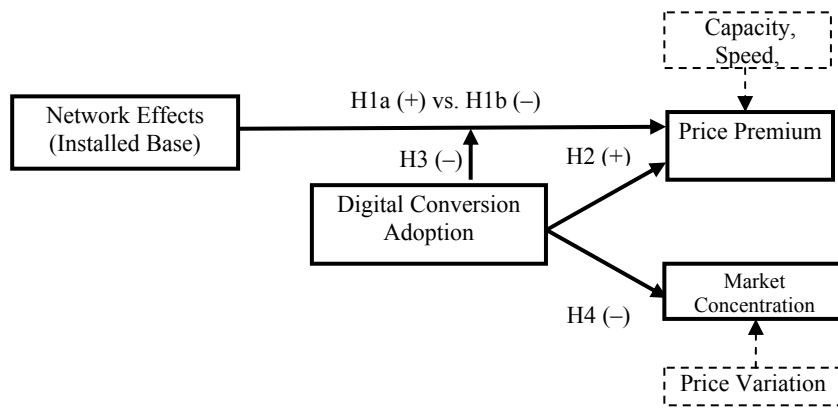 Capacity,
Speed,
H1a (+) vs. H1b (–)
Network Effects
(Installed Base)
Price Premium
H3 (–)
H2 (+)
Digital Conversion
Adoption
Market
Concentration
H4 (–)
Price Variation